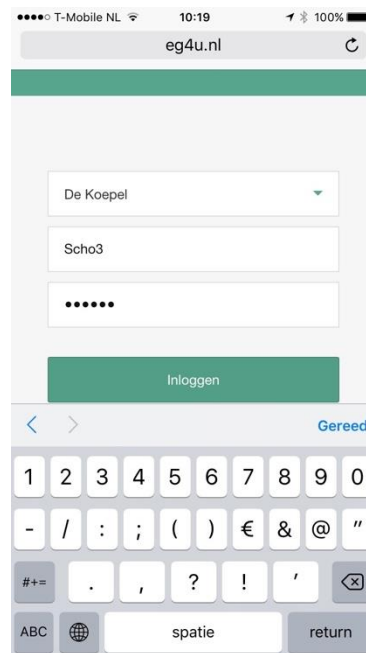 T-Mobile NL 10:19 100%
eg4u.nl
De Koepel
Scho3
••••••
Inloggen
Gereed
1 2 3 4 5 6 7 8 9 0
- / : ; ( ) € & @ "
#+= . , ? ! '
ABC spatie return